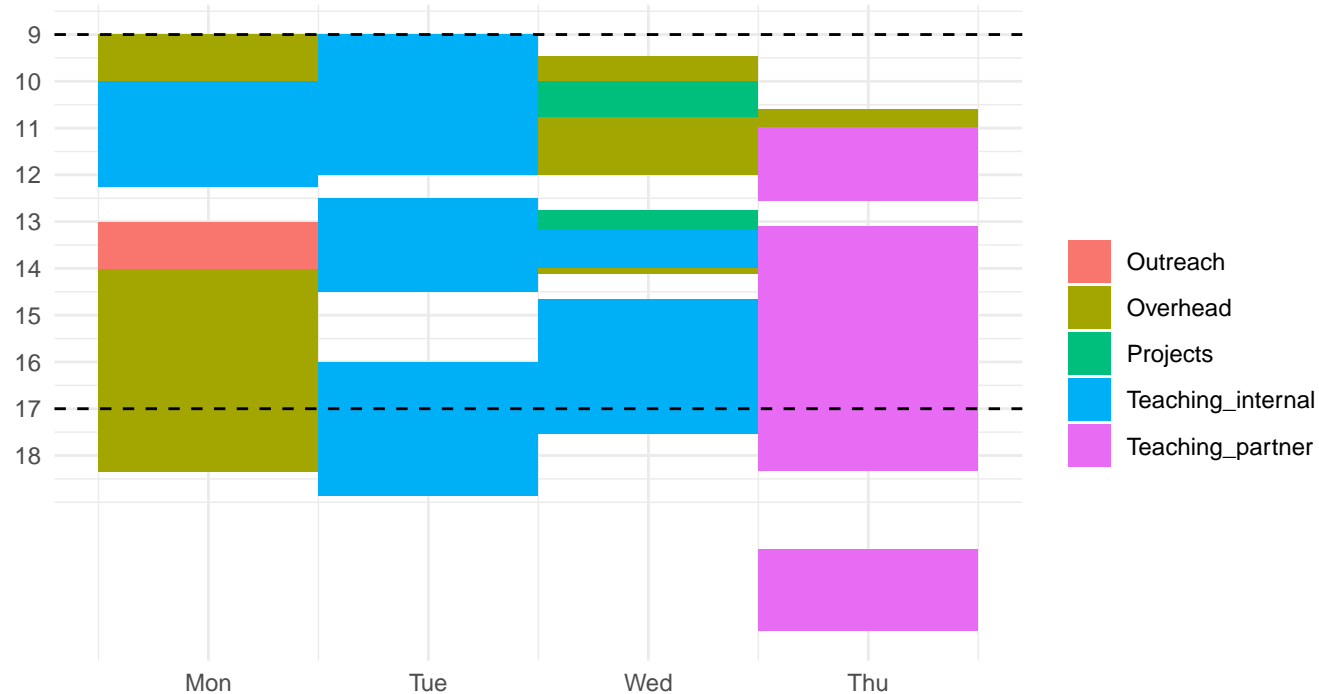 9
10
11
12
13
14
15
16
17
18
Mon Tue Wed Thu
Outreach
Overhead
Projects
Teaching_internal
Teaching_partner